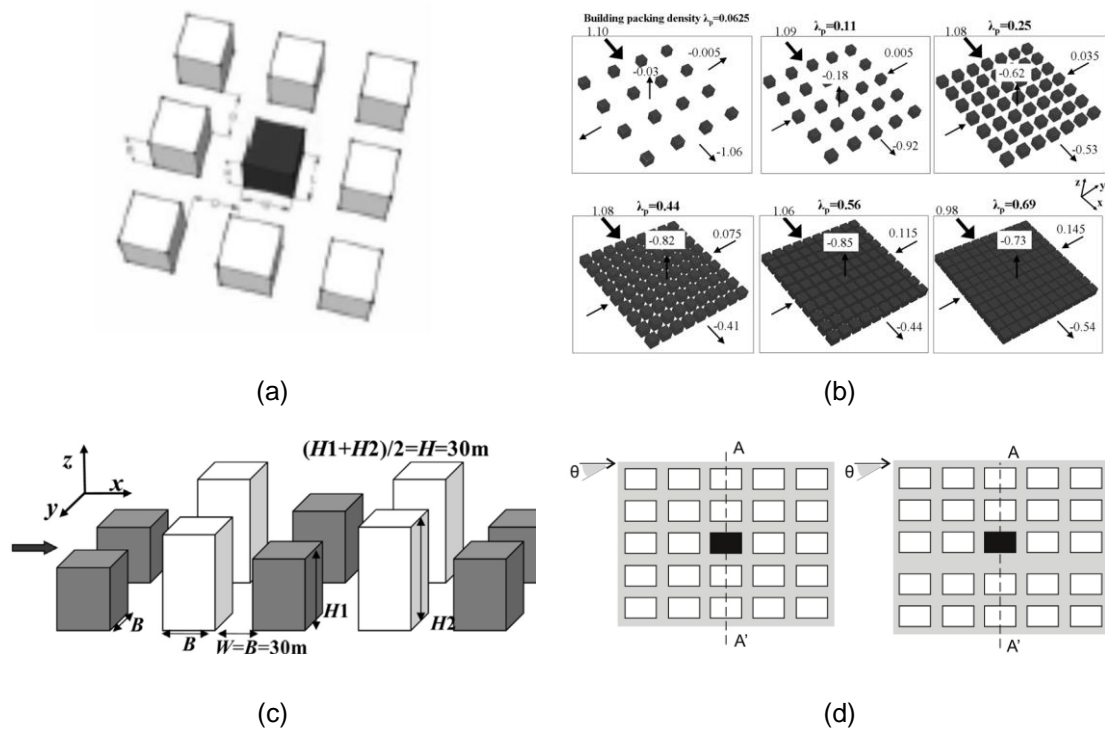 Building packing density λp=0.0625
λp=0.11
λp=0.25
1.10
-0.005
-0.03
-1.06
1.09
0.005
-0.18
-0.92
1.08
0.035
-0.62
-0.53
z
y
x
λp=0.44
λp=0.56
λp=0.69
1.08
0.075
-0.82
-0.41
1.06
0.115
-0.85
-0.44
0.98
0.145
-0.73
-0.54
(a)
(b)
(H1+H2)/2=H=30m
z
x
y
B
B
W=B=30m
H1
H2
θ
A
A'
θ
A
A'
(c)
(d)